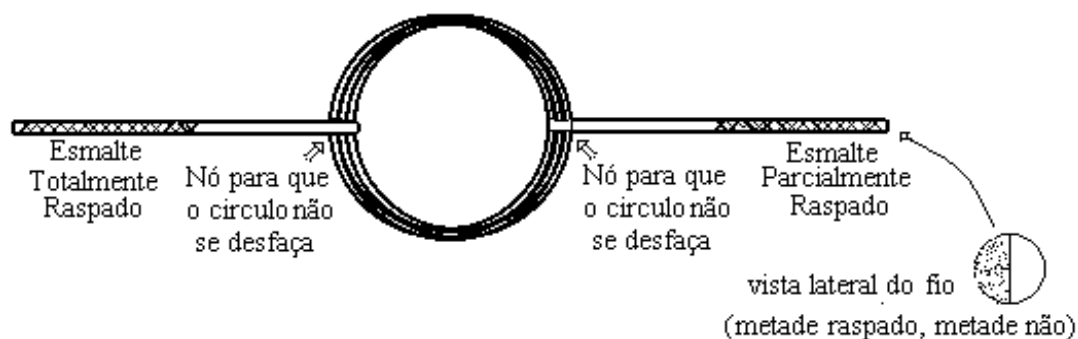 Esmalte
Totalmente
Raspado
Nó para que
o circulo não
se desfaça
Nó para que
o circulo não
se desfaça
Esmalte
Parcialmente
Raspado
vista lateral do fio
(metade raspado, metade não)